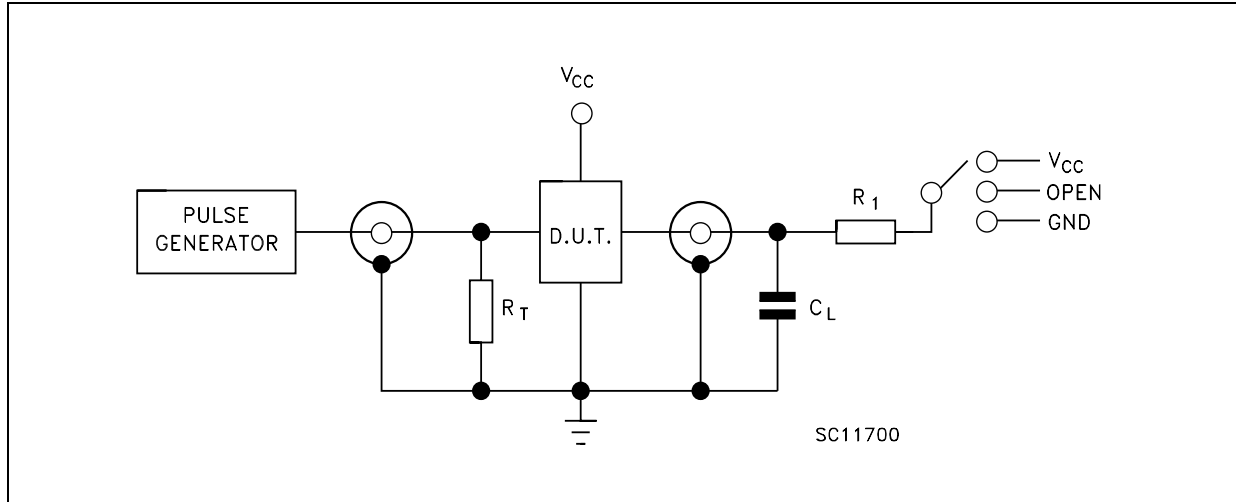 VCC
PULSE
GENERATOR
D.U.T.
RT
CL
R1
VCC
OPEN
GND
SC11700